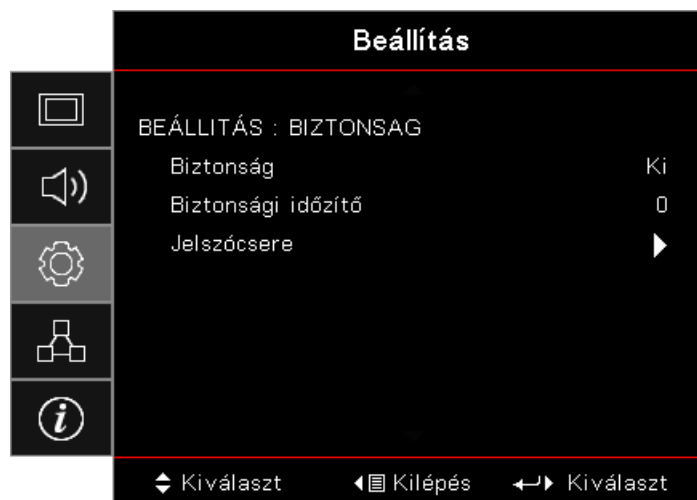 Beállítás
BEÁLLITÁS : BIZTONSAG
Biztonság Ki
Biztonsági időzítő 0
Jelszócsere
Kiválaszt Kilépés Kiválaszt